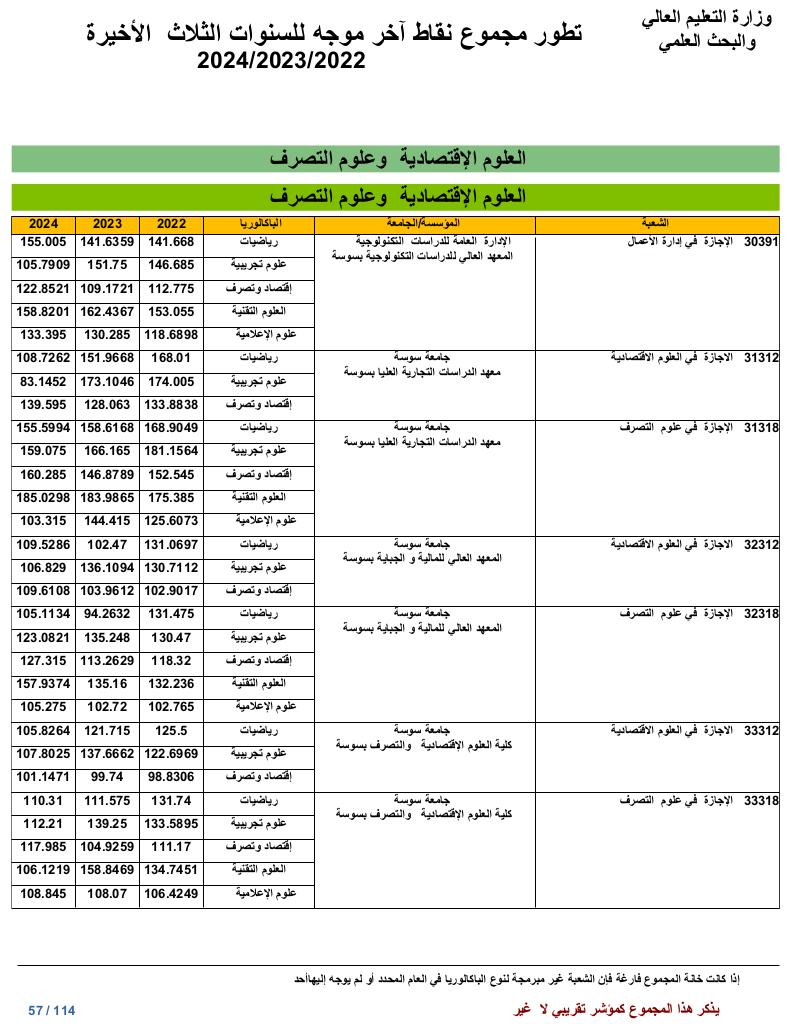 وزارة التعليم العالي
والبحث العلمي
تطور مجموع نقاط آخر موجه للسنوات الثلاث الأخيرة
2024/2023/2022
العلوم الإقتصادية وعلوم التصرف
العلوم الإقتصادية وعلوم التصرف
الشعبة المؤسسة/الجامعة الباكالوريا 2022 2023 2024
30391 الإجازة في إدارة الأعمال الإدارة العامة للدراسات التكنولوجية رياضيات 141.668 141.6359 155.005
المعهد العالي للدراسات التكنولوجية بسوسة
علوم تجريبية 146.685 151.75 105.7909
إقتصاد وتصرف 112.775 109.1721 122.8521
العلوم التقنية 153.055 162.4367 158.8201
علوم الإعلامية 118.6898 130.285 133.395
31312 الإجازة في العلوم الاقتصادية جامعة سوسة رياضيات 168.01 151.9668 108.7262
معهد الدراسات التجارية العليا بسوسة
علوم تجريبية 174.005 173.1046 83.1452
إقتصاد وتصرف 133.8838 128.063 139.595
31318 الإجازة في علوم التصرف جامعة سوسة رياضيات 168.9049 158.6168 155.5994
معهد الدراسات التجارية العليا بسوسة
علوم تجريبية 181.1564 166.165 159.075
إقتصاد وتصرف 152.545 146.8789 160.285
العلوم التقنية 175.385 183.9865 185.0298
علوم الإعلامية 125.6073 144.415 103.315
32312 الإجازة في العلوم الاقتصادية جامعة سوسة رياضيات 131.0697 102.47 109.5286
المعهد العالي للمالية و الجباية بسوسة
علوم تجريبية 130.7112 136.1094 106.829
إقتصاد وتصرف 102.9017 103.9612 109.6108
32318 الإجازة في علوم التصرف جامعة سوسة رياضيات 131.475 94.2632 105.1134
المعهد العالي للمالية و الجباية بسوسة
علوم تجريبية 130.47 135.248 123.0821
إقتصاد وتصرف 118.32 113.2629 127.315
العلوم التقنية 132.236 135.16 157.9374
علوم الإعلامية 102.765 102.72 105.275
33312 الإجازة في العلوم الاقتصادية جامعة سوسة رياضيات 125.5 121.715 105.8264
كلية العلوم الإقتصادية والتصرف بسوسة
علوم تجريبية 122.6969 137.6662 107.8025
إقتصاد وتصرف 98.8306 99.74 101.1471
33318 الإجازة في علوم التصرف جامعة سوسة رياضيات 131.74 111.575 110.31
كلية العلوم الإقتصادية والتصرف بسوسة
علوم تجريبية 133.5895 139.25 112.21
إقتصاد وتصرف 111.17 104.9259 117.985
العلوم التقنية 134.7451 158.8469 106.1219
علوم الإعلامية 106.4249 108.07 108.845
إذا كانت خانة المجموع فارغة فإن الشعبة غير مبرمجة لنوع الباكالوريا في العام المحدد أو لم يوجه إليهاأحد
يذكر هذا المجموع كمؤشر تقريبي لا غير
57 / 114